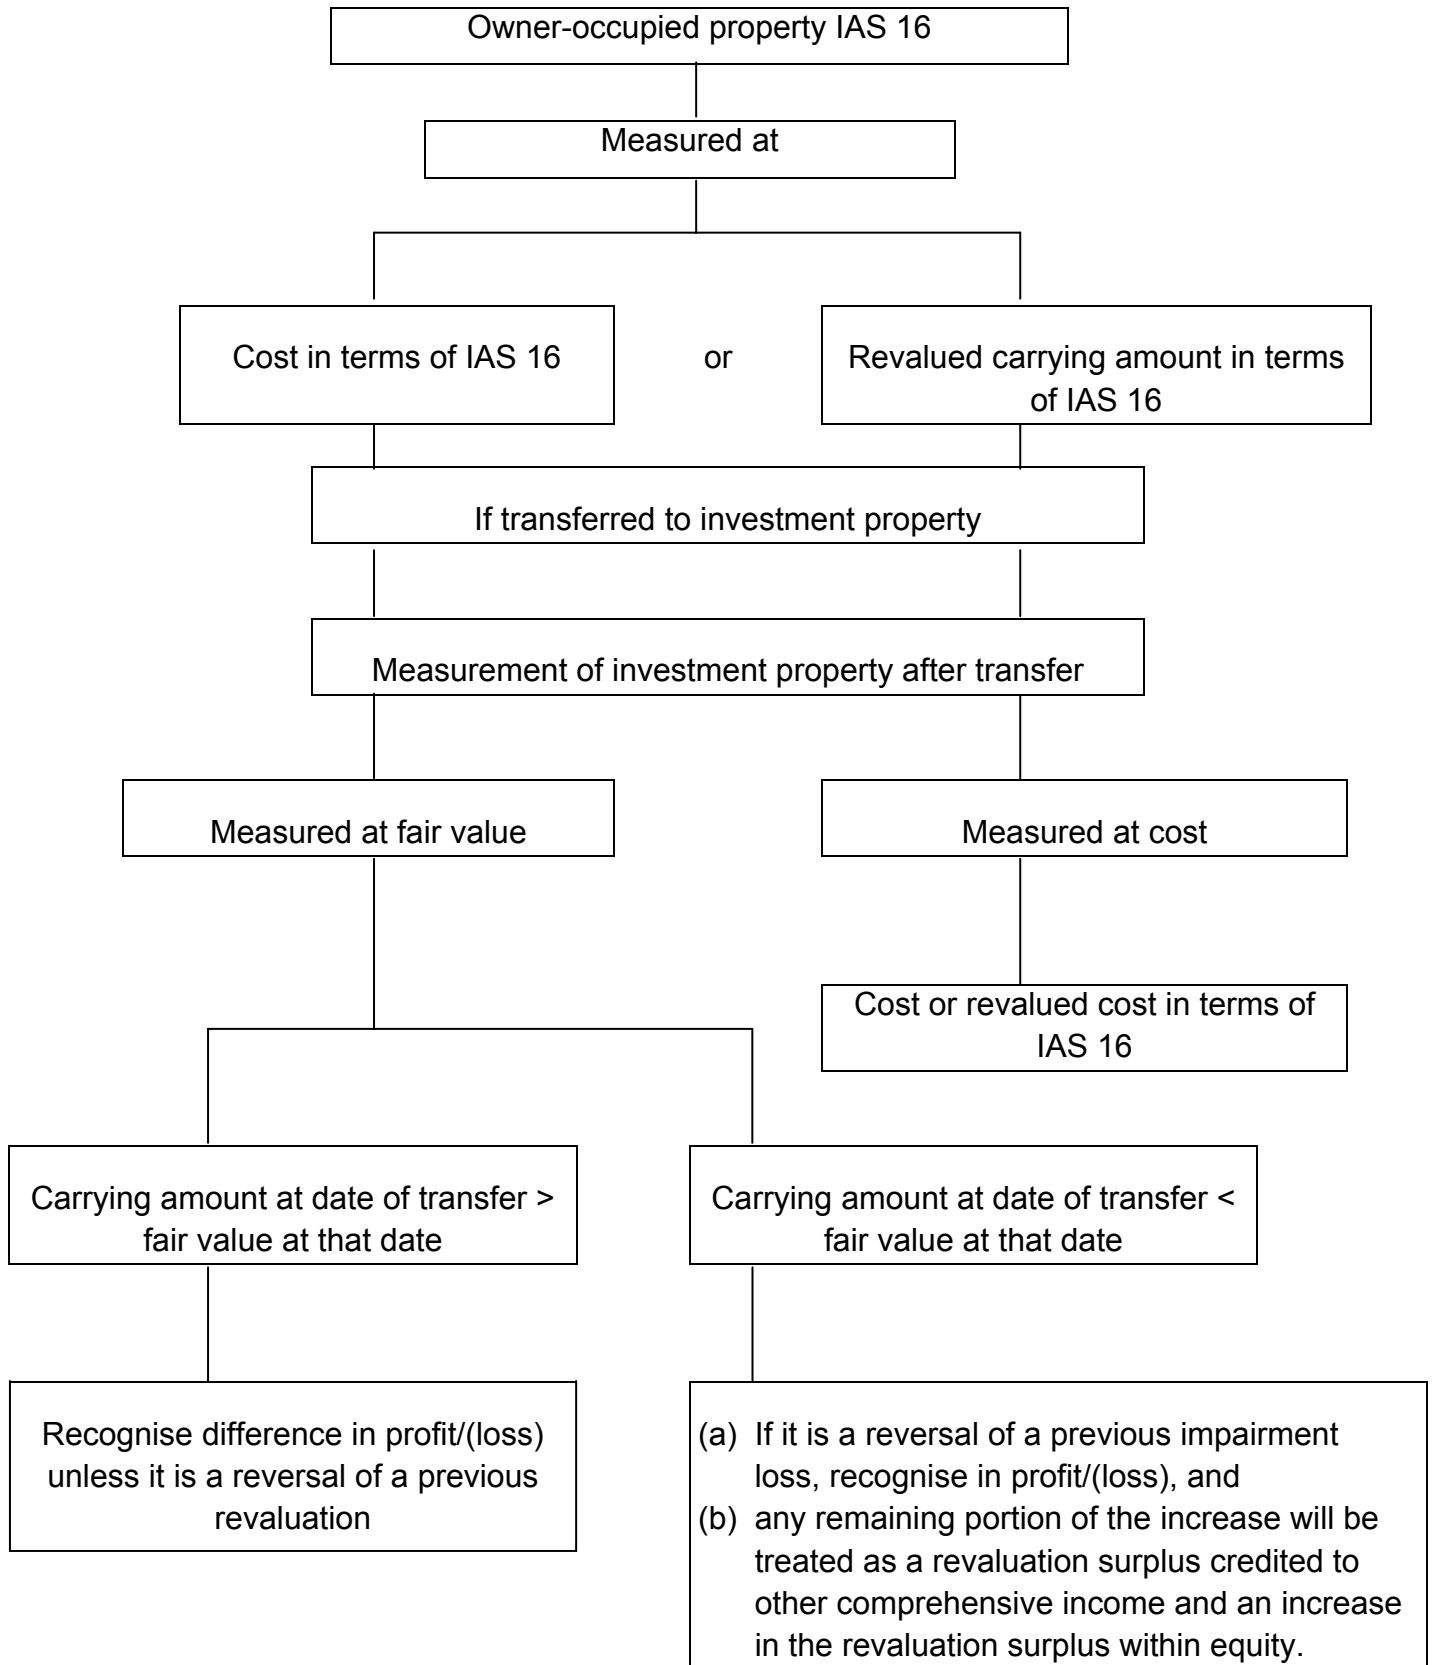 Owner-occupied property IAS 16
Measured at
Cost in terms of IAS 16
or
Revalued carrying amount in terms
of IAS 16
If transferred to investment property
Measurement of investment property after transfer
Measured at fair value
Measured at cost
Cost or revalued cost in terms of
IAS 16
Carrying amount at date of transfer >
fair value at that date
Carrying amount at date of transfer <
fair value at that date
Recognise difference in profit/(loss)
unless it is a reversal of a previous
revaluation
(a) If it is a reversal of a previous impairment
loss, recognise in profit/(loss), and
(b) any remaining portion of the increase will be
treated as a revaluation surplus credited to
other comprehensive income and an increase
in the revaluation surplus within equity.